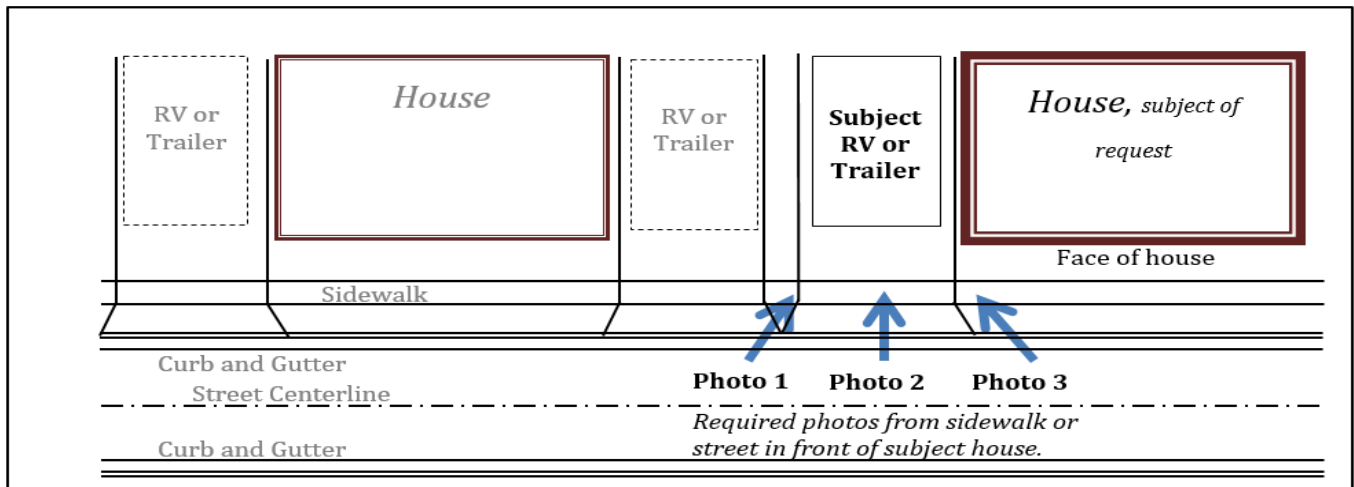 RV or
Trailer
House
RV or
Trailer
Subject
RV or
Trailer
House, subject of
request
Face of house
Sidewalk
Curb and Gutter
Street Centerline
Photo 1
Photo 2
Photo 3
Required photos from sidewalk or
street in front of subject house.
Curb and Gutter